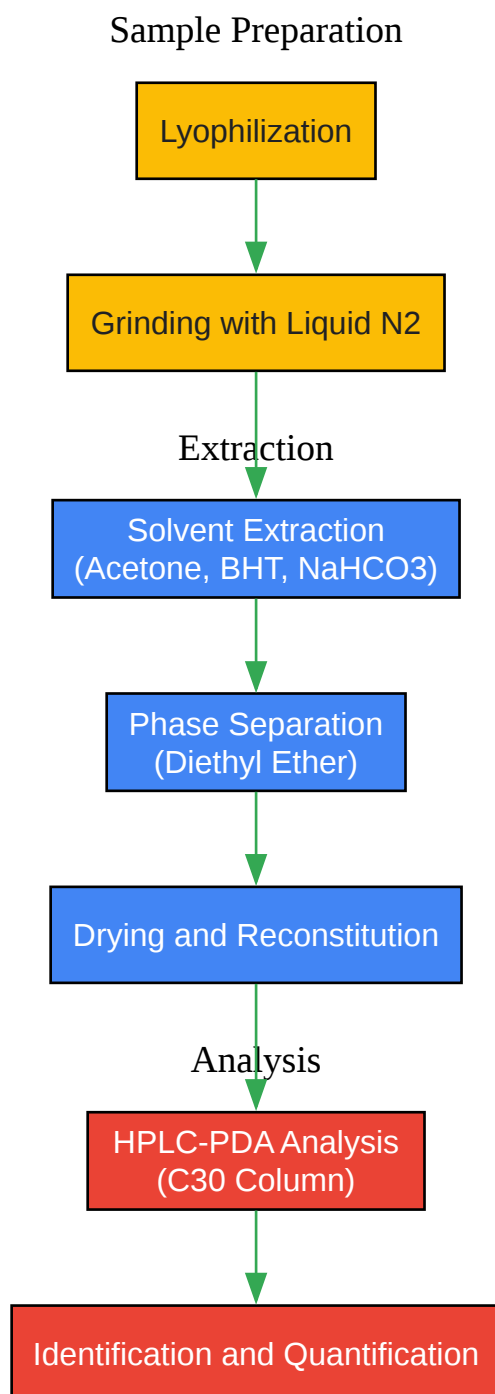 Sample Preparation
Lyophilization
Grinding with Liquid N2
Extraction
Solvent Extraction
(Acetone, BHT, NaHCO3)
Phase Separation
(Diethyl Ether)
Drying and Reconstitution
Analysis
HPLC-PDA Analysis
(C30 Column)
Identification and Quantification